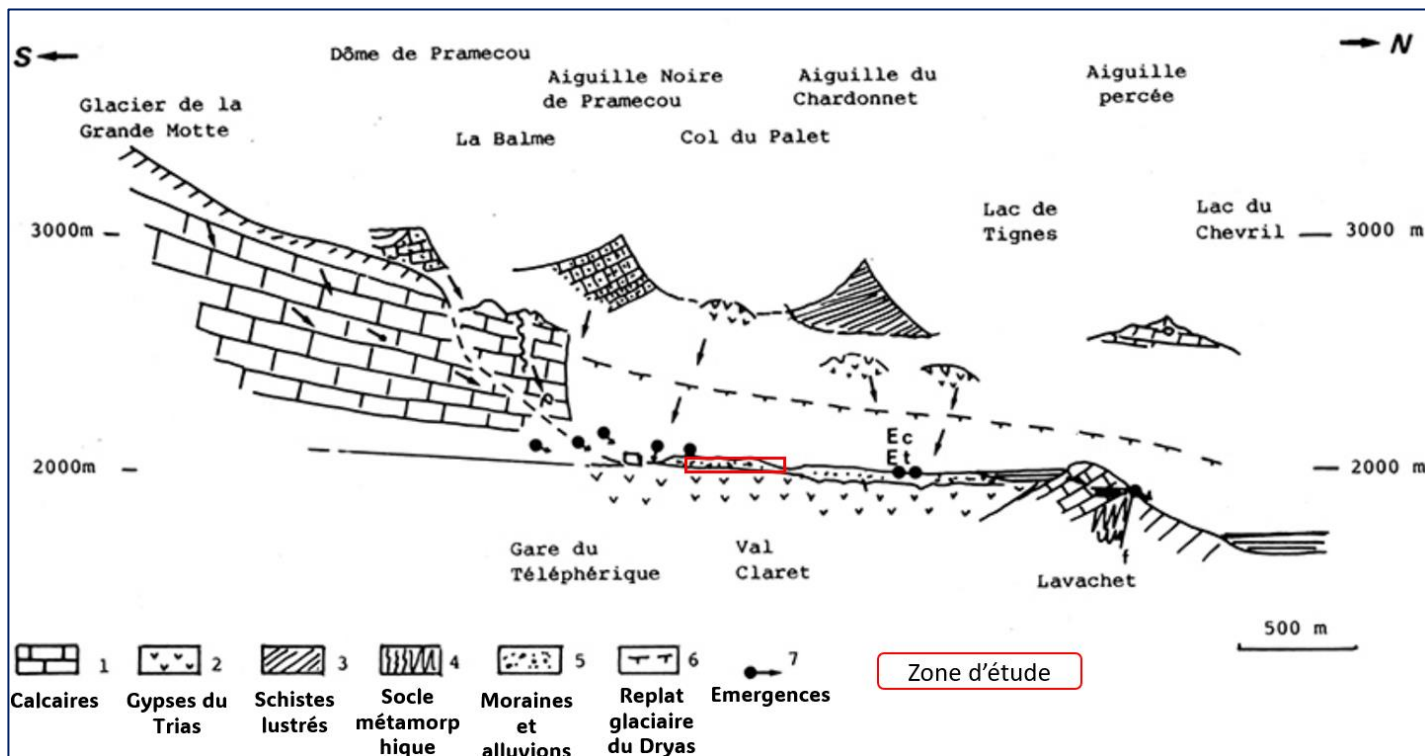 S
N
Dôme de Pramecou
Aiguille Noire
de Pramecou
Aiguille du
Chardonnet
Aiguille
percée
Glacier de la
Grande Motte
La Balme
Col du Palet
Lac de
Tignes
Lac du
Chevril
3000m
3000 m
Ec
Et
2000m
2000 m
f
Gare du
Téléphérique
Val
Claret
Lavachet
500 m
1
2
3
4
5
6
7
Zone d'étude
Calcaires
Gypses du
Trias
Schistes
lustrés
Socle
métamorp
hique
Moraines
et
alluvions
Replat
glaciaire
du Dryas
Emergences